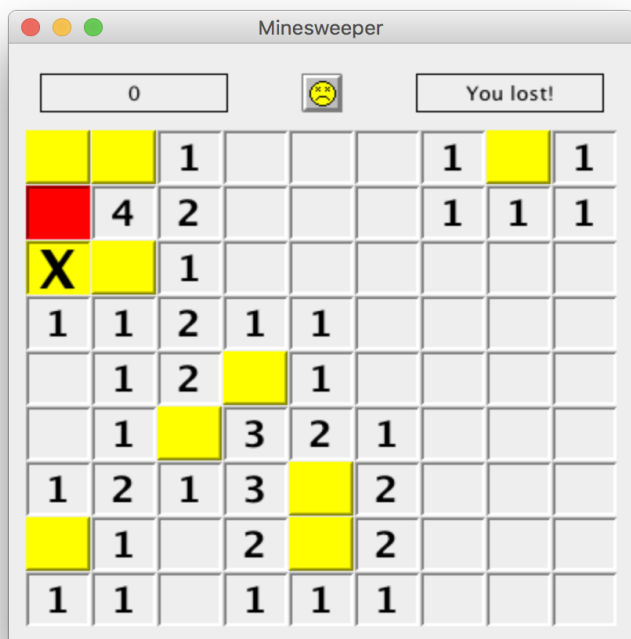 Minesweeper
0 You lost!
1 1 1
4 2 1 1 1
X 1
1 1 2 1 1
1 2 1
1 3 2 1
1 2 1 3 2
1 2 2
1 1 1 1 1